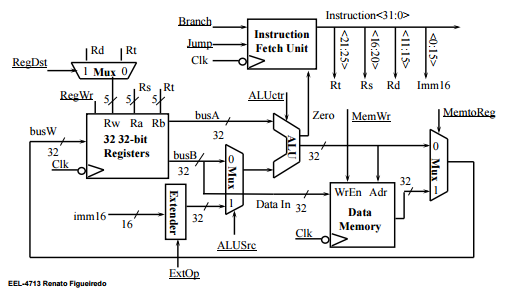 Branch
Instruction<31:0>
Jump
Instruction
Fetch Unit
Clk
<21:25>
<16:20>
<11:15>
<0:15>
Rd Rt
RegDst
1 Mux 0
Rt Rs Rd Imm16
RegWr
Rs Rt
5 5 5
ALUctr
Zero
MemWr
MemtoReg
busA
Rw Ra Rb
busW
32
32 32-bit
Registers
32
ALU
32
0
Mux
1
busB
0
Mux
1
32
Clk
32
WrEn Adr
Data In 32
Data
Memory
imm16
16
Extender
32
Clk
ALUSrc
ExtOp
EEL-4713 Renato Figueiredo